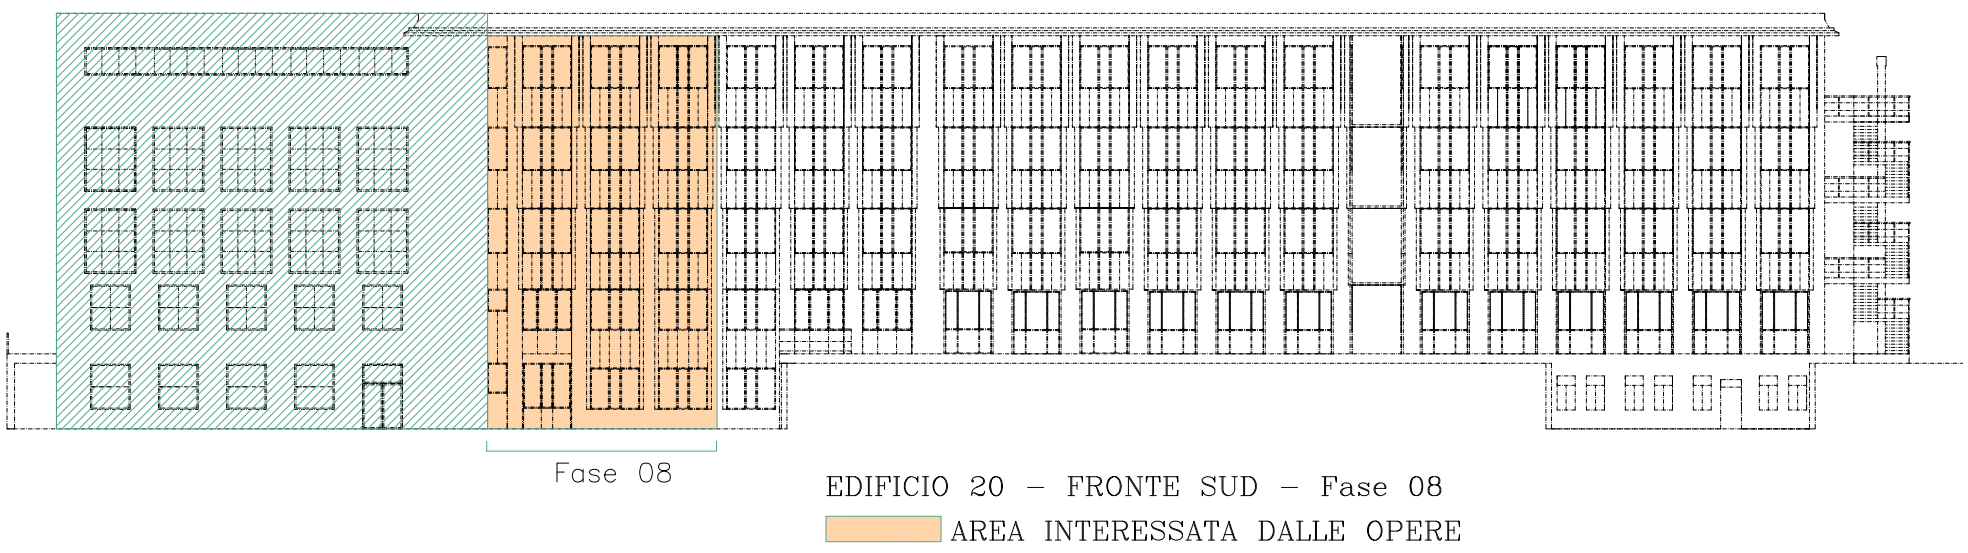 Fase 08
EDIFICIO 20 - FRONTE SUD - Fase 08
AREA INTERESSATA DALLE OPERE